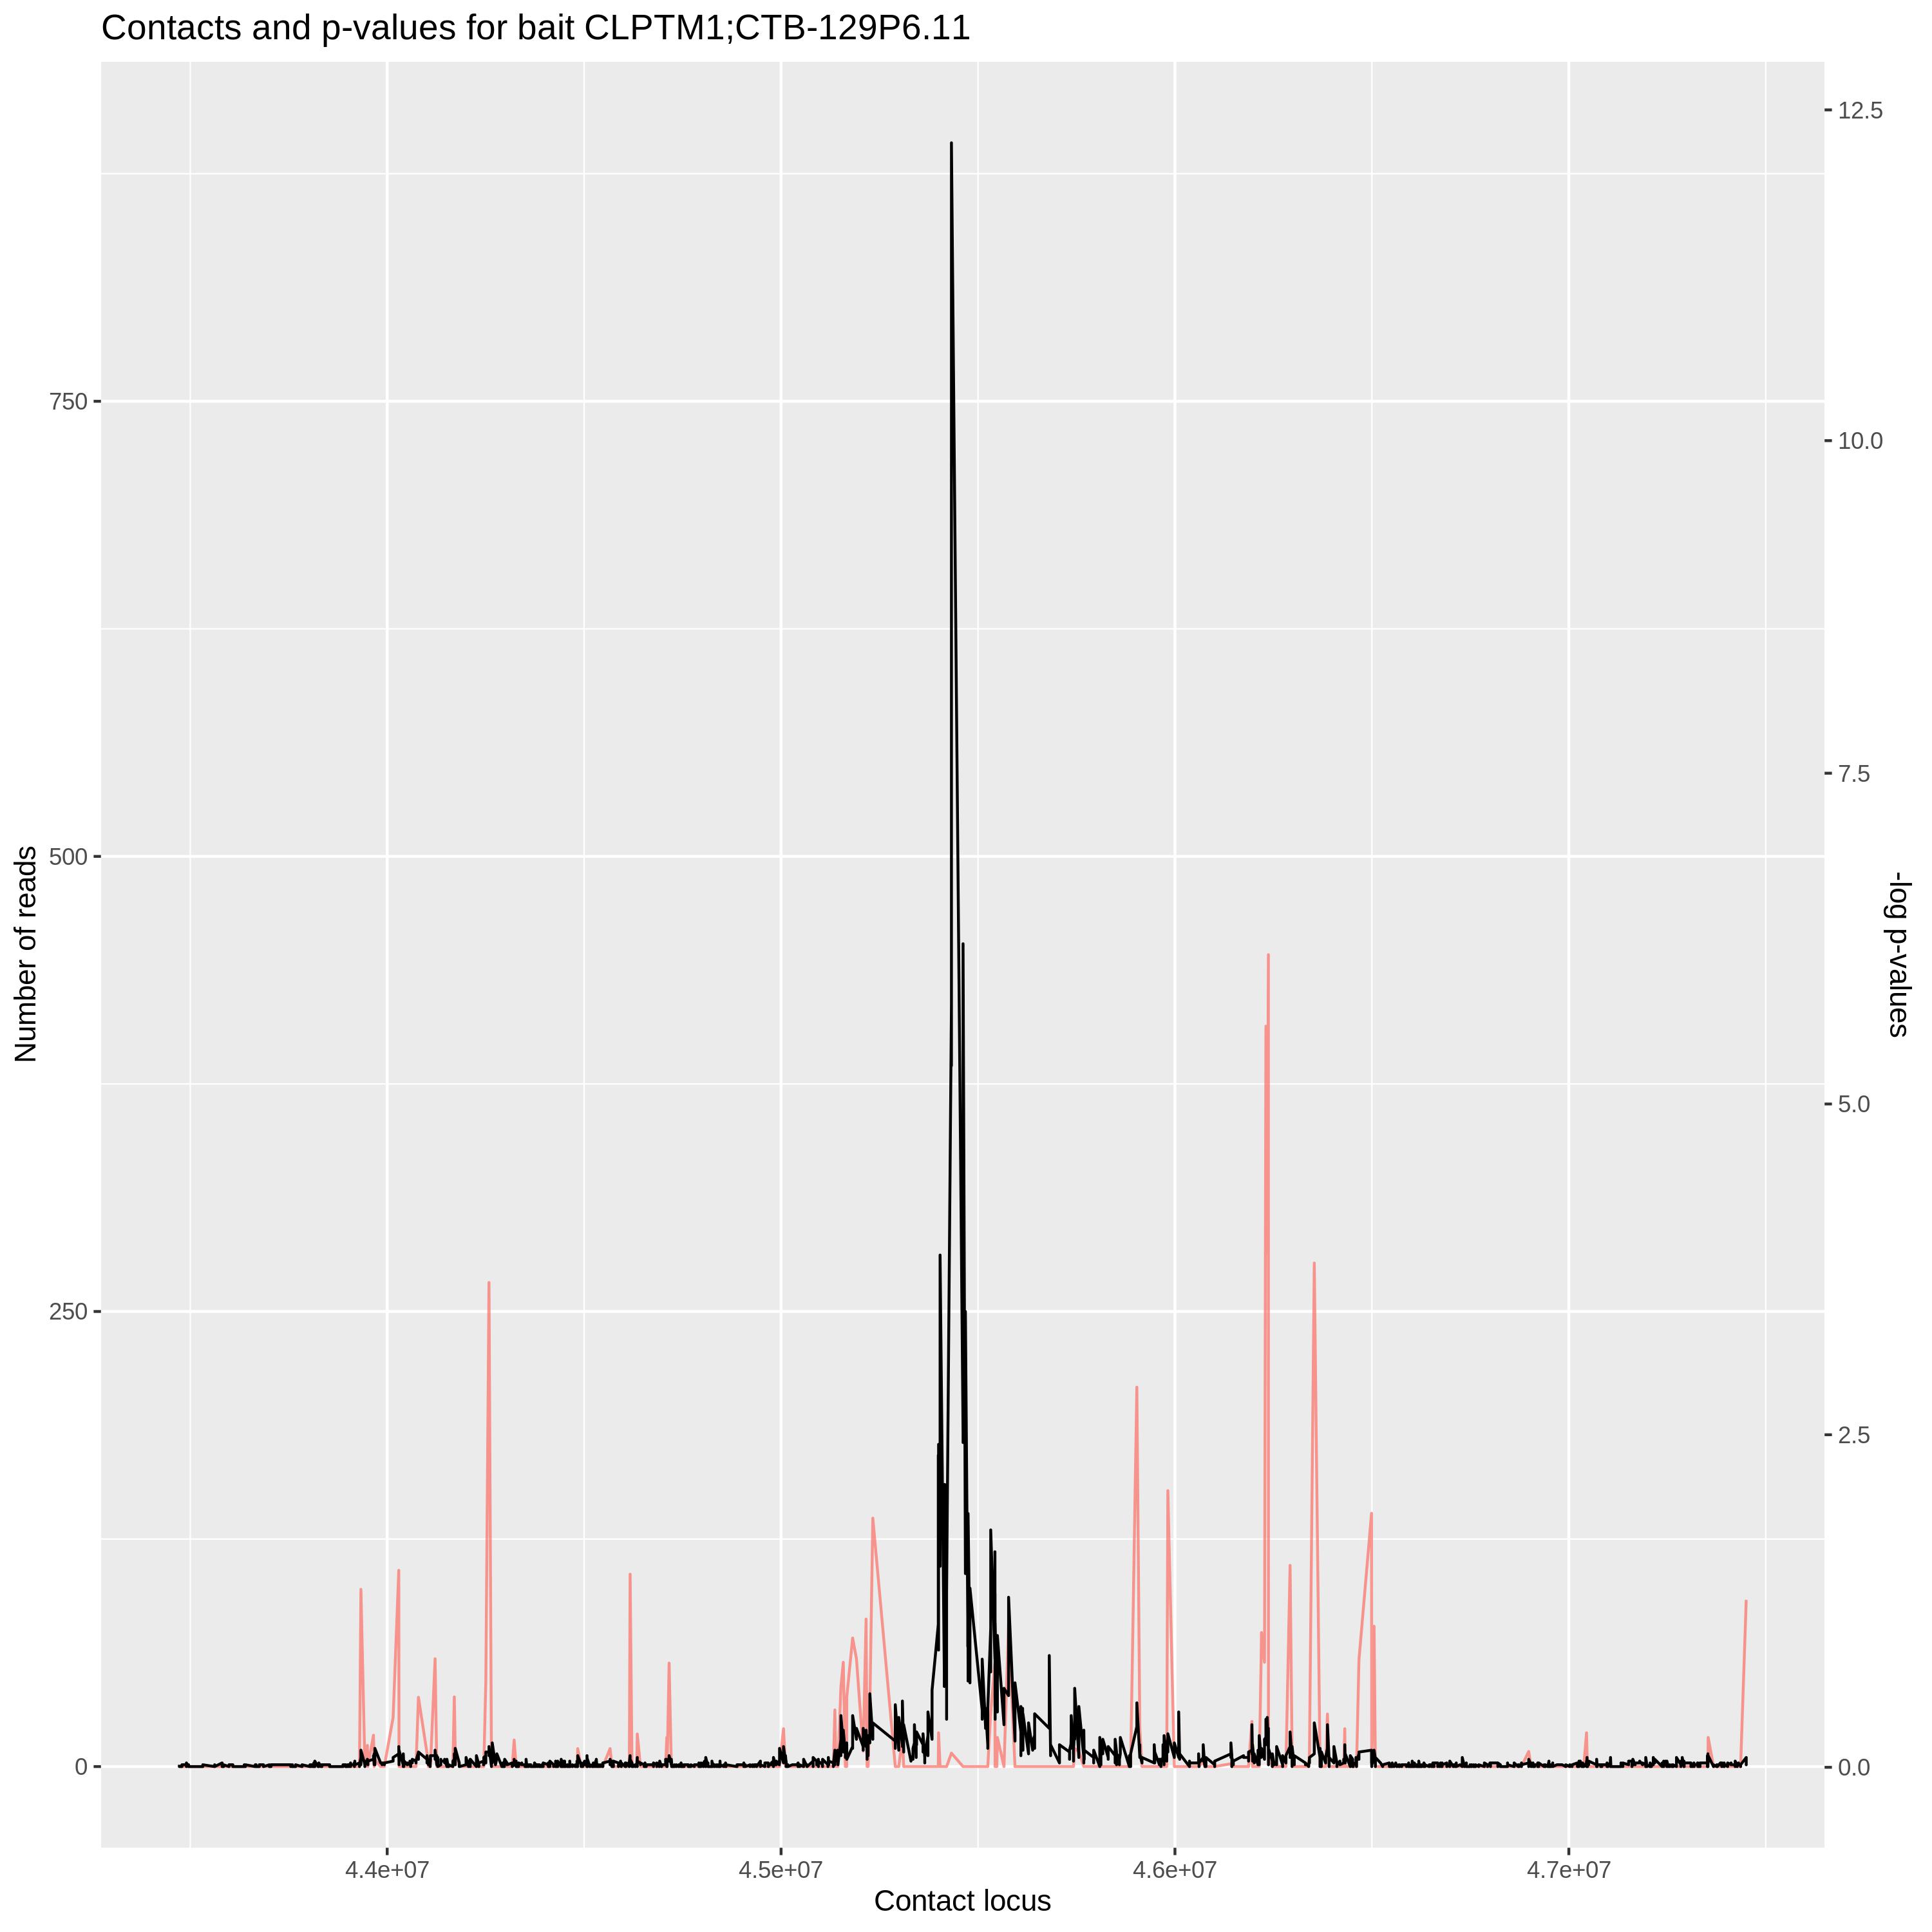 Contacts and p-values for bait CLPTM1;CTB-129P6.11
12.5
750
10.0
7.5
500
Number of reads
-log p-values
5.0
250
2.5
0
0.0
4.4e+07
4.5e+07
4.6e+07
4.7e+07
Contact locus